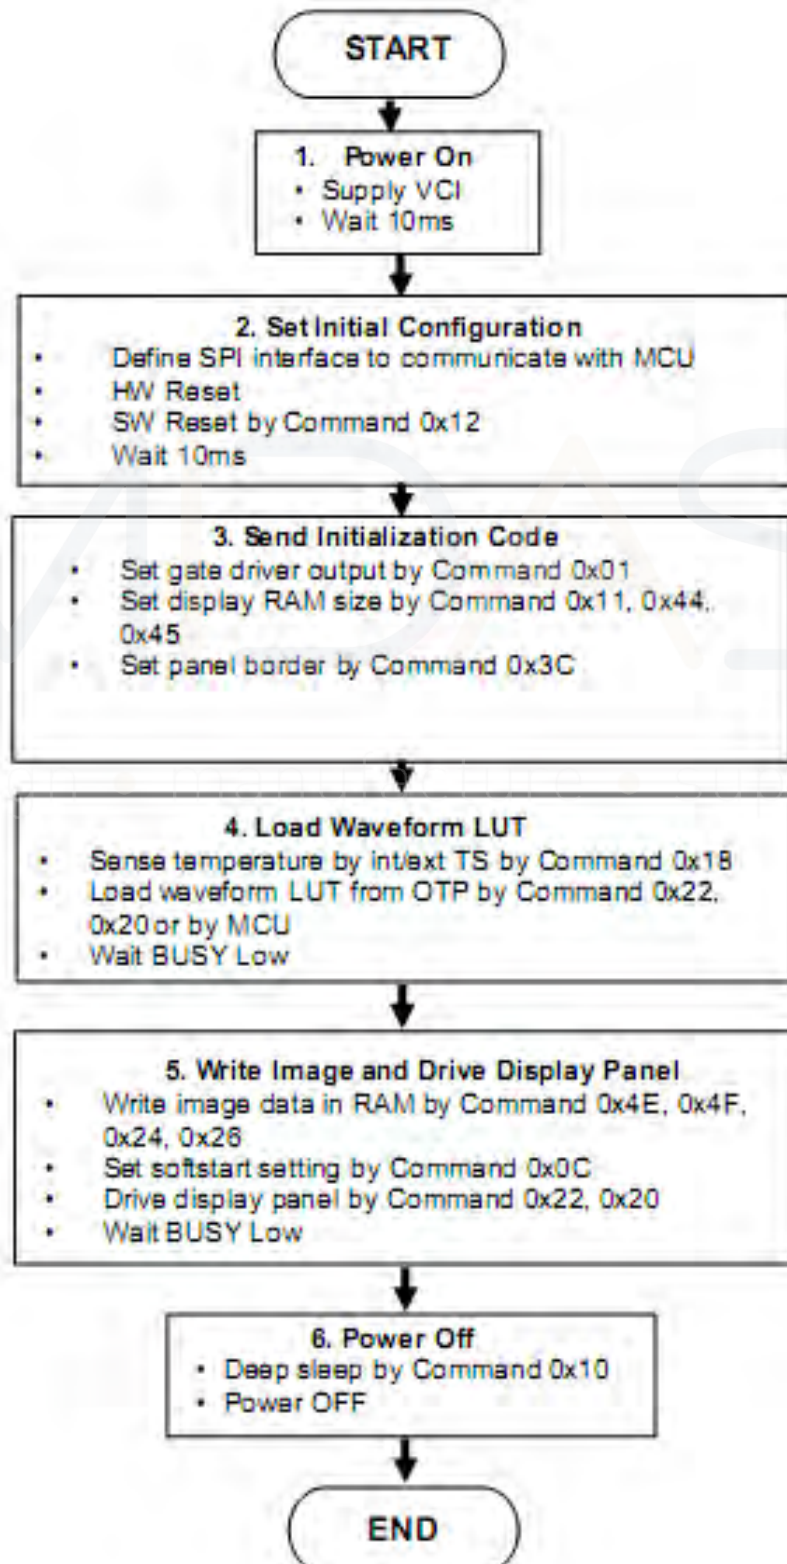 START
1. Power On
• Supply VCI
• Wait 10ms
2. Set Initial Configuration
• Define SPI interface to communicate with MCU
• HW Reset
• SW Reset by Command 0x12
• Wait 10ms
3. Send Initialization Code
• Set gate driver output by Command 0x01
• Set display RAM size by Command 0x11, 0x44,
0x45
• Set panel border by Command 0x3C
4. Load Waveform LUT
• Sense temperature by int/ext TS by Command 0x18
• Load waveform LUT from OTP by Command 0x22,
0x20 or by MCU
• Wait BUSY Low
5. Write Image and Drive Display Panel
• Write image data in RAM by Command 0x4E, 0x4F,
0x24, 0x26
• Set softstart setting by Command 0x0C
• Drive display panel by Command 0x22, 0x20
• Wait BUSY Low
6. Power Off
• Deep sleep by Command 0x10
• Power OFF
END